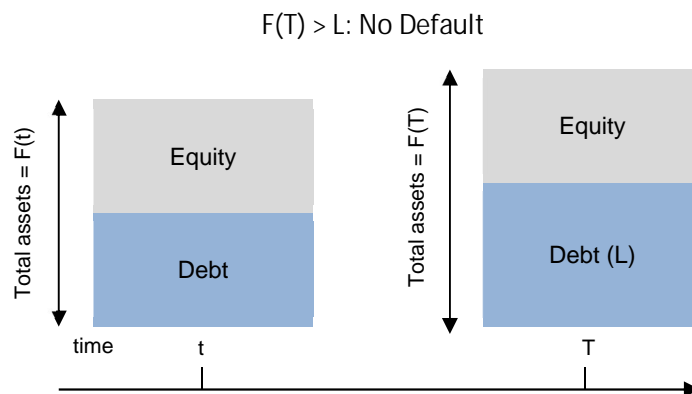 F(T) > L: No Default
Total assets = F(t)
Equity
Debt
Total assets = F(T)
Equity
Debt (L)
time
t
T